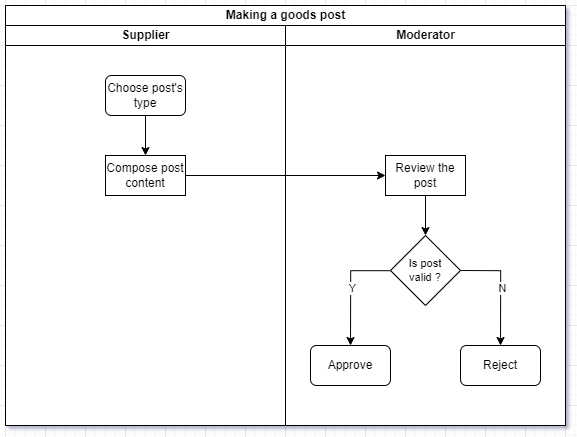 Making a goods post
Supplier
Moderator
Choose post's
type
Compose post
content
Review the
post
Is post
valid ?
Y
N
Approve
Reject